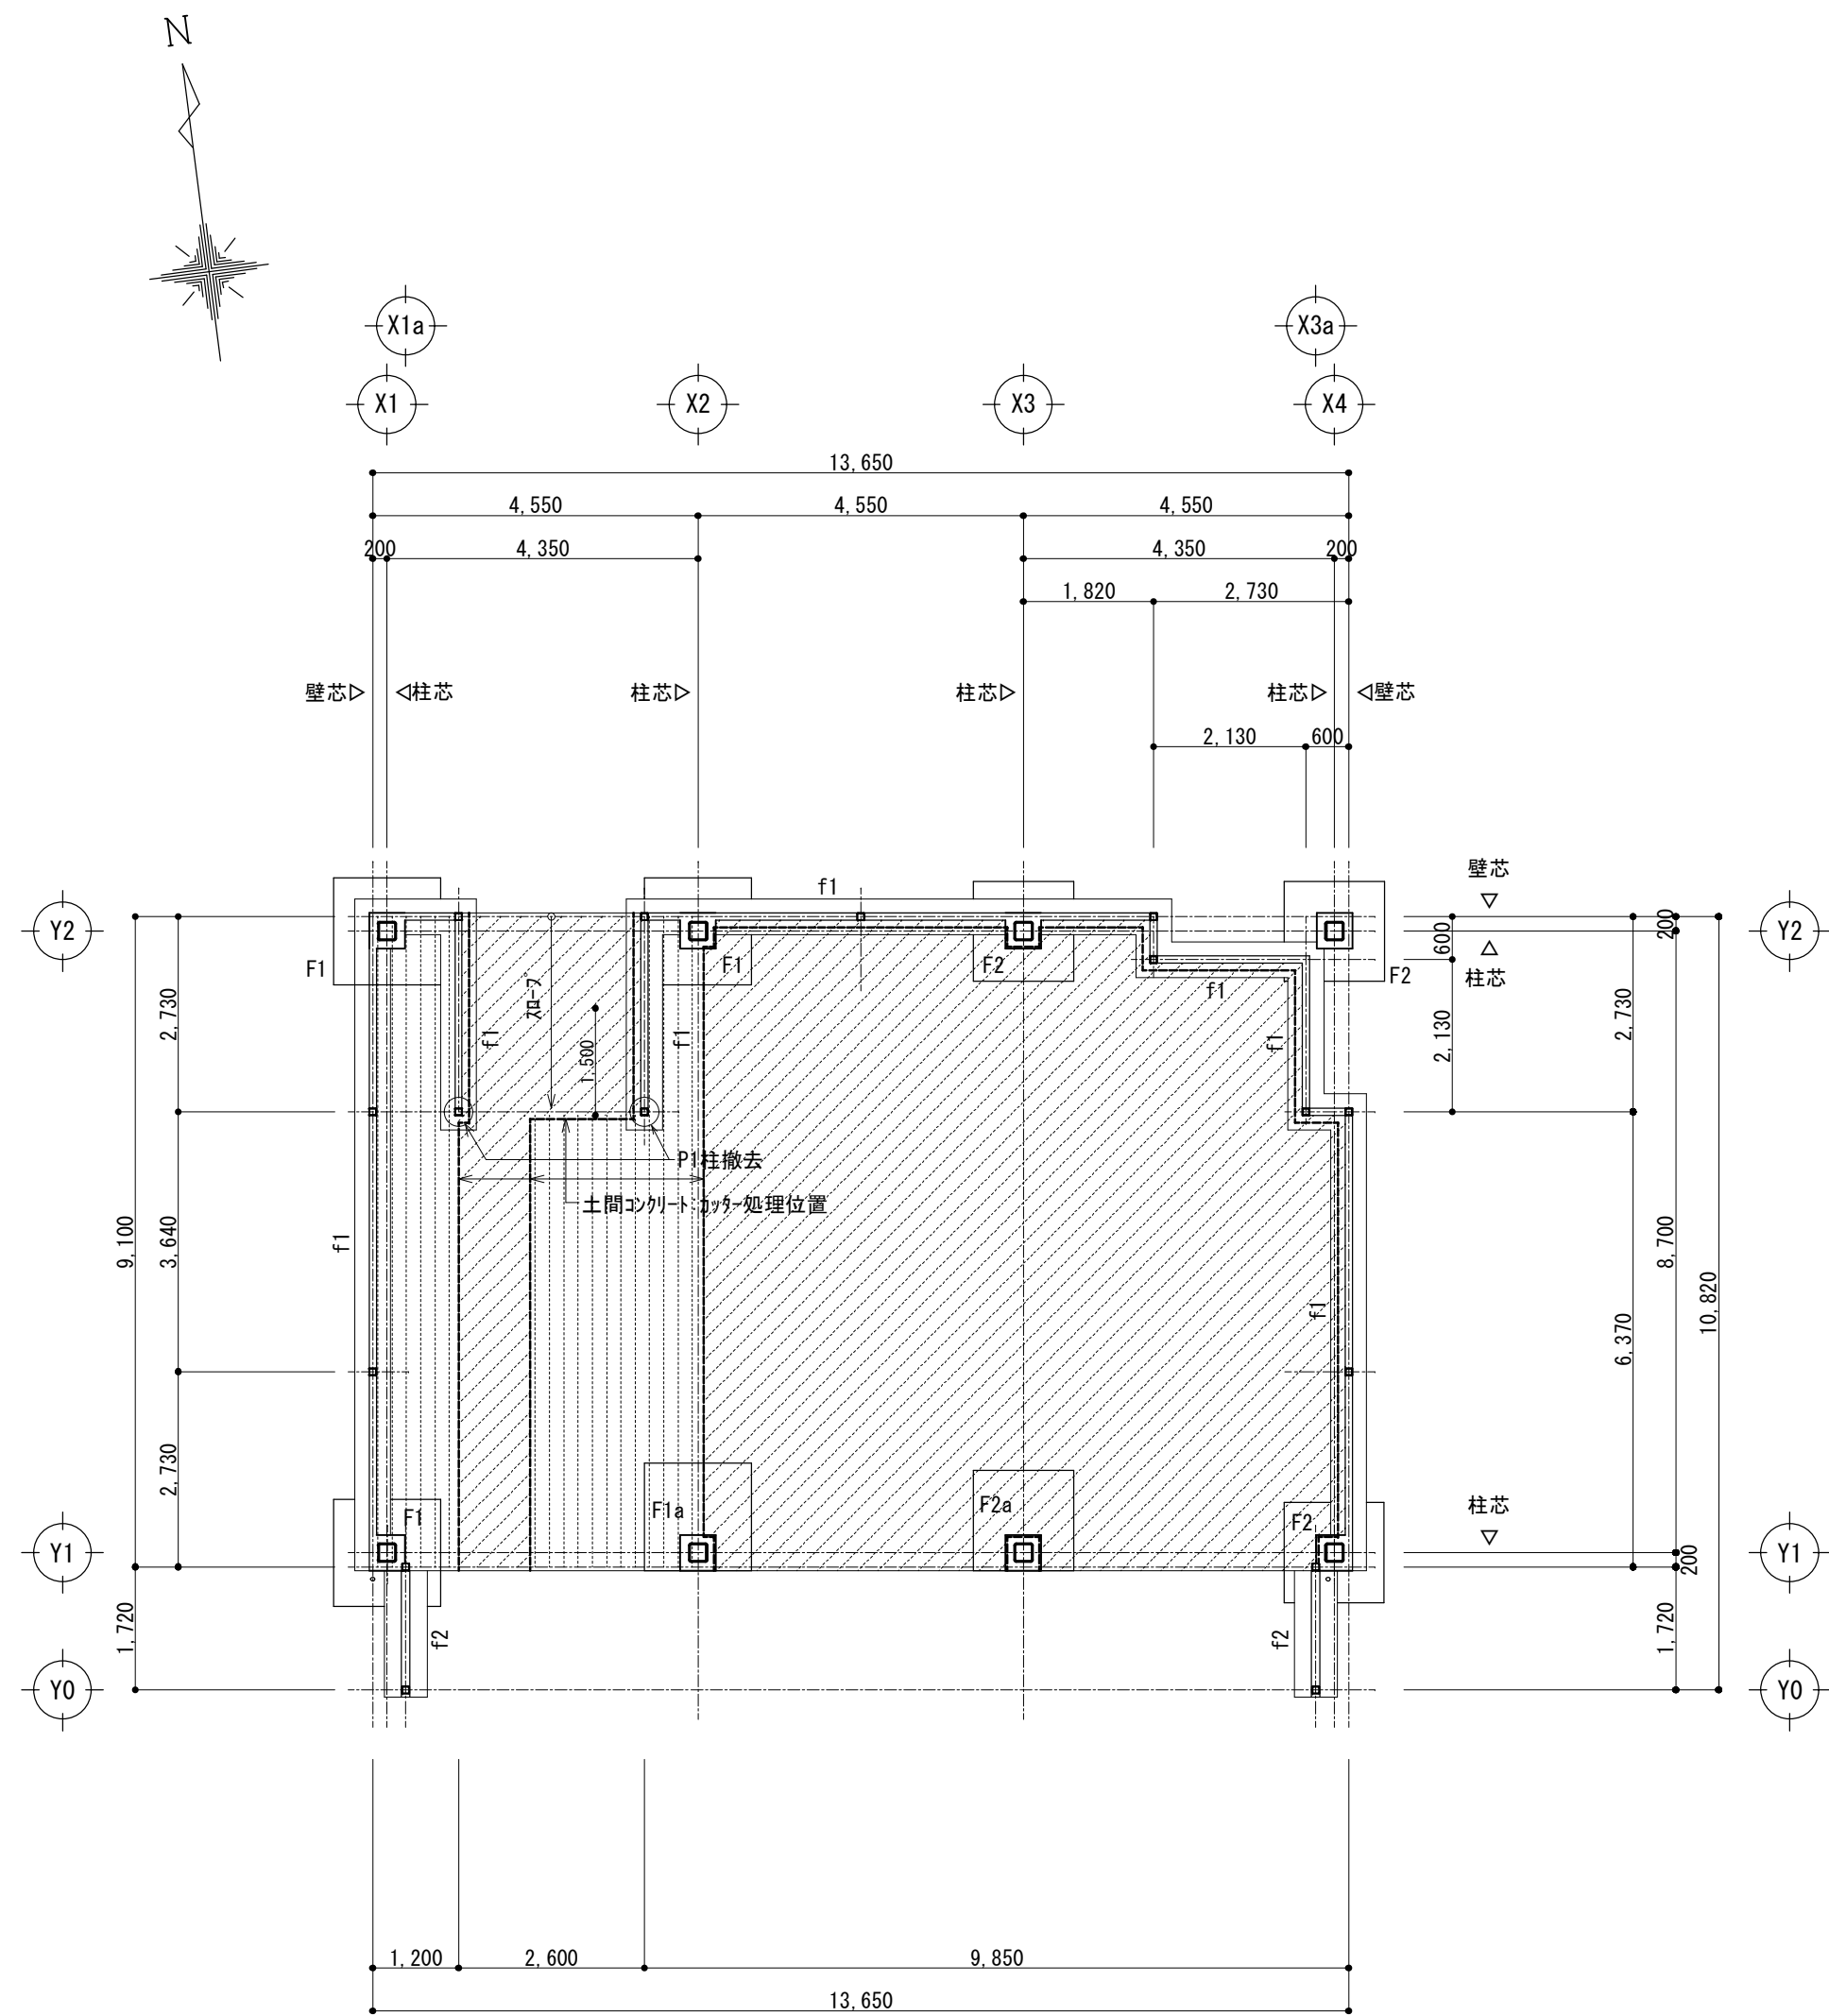 N
X1a
X3a
X1
X2
X3
X4
13,650
4,550
4,550
4,550
200
4,350
4,350
200
1,820
2,730
壁芯▷
◁柱芯
柱芯▷
柱芯▷
柱芯▷
◁壁芯
2,130
600
壁芯
▽
△
柱芯
Y2
Y2
f1
F1
F1
F2
F2
f1
f1
f1
f1
スロープ
1,500
600
200
2,730
2,130
2,730
P1柱撤去
土間コンクリート カッター処理位置
9,100
3,640
f1
8,700
10,820
6,370
f1
2,730
F1
F1a
F2a
F2
柱芯
▽
Y1
Y1
200
1,720
f2
f2
1,720
Y0
Y0
1,200
2,600
9,850
13,650